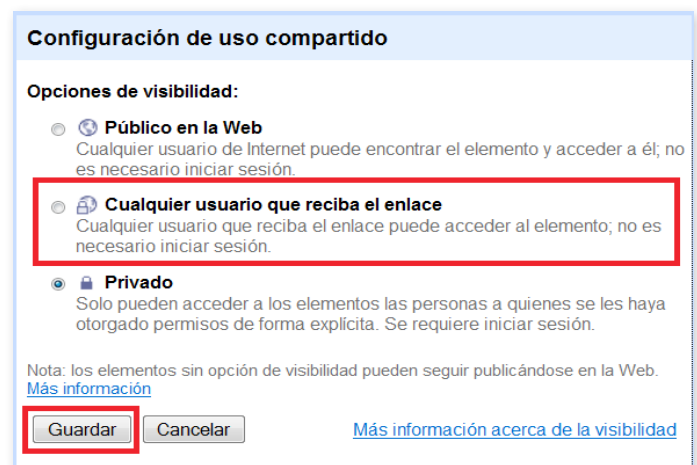 Configuración de uso compartido
Opciones de visibilidad:
Público en la Web
Cualquier usuario de Internet puede encontrar el elemento y acceder a él; no
es necesario iniciar sesión.
Cualquier usuario que reciba el enlace
Cualquier usuario que reciba el enlace puede acceder al elemento; no es
necesario iniciar sesión.
Privado
Solo pueden acceder a los elementos las personas a quienes se les haya
otorgado permisos de forma explícita. Se requiere iniciar sesión.
Nota: los elementos sin opción de visibilidad pueden seguir publicándose en la Web.
Más información
Guardar Cancelar Más información acerca de la visibilidad